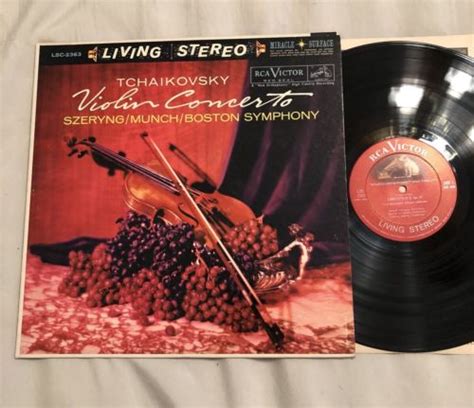 LSC-2363
LIVING STEREO
MIRACLE SURFACE
RCA VICTOR
TCHAIKOVSKY
Violin Concerto
SZERYNG/MUNCH/BOSTON SYMPHONY
RCA VICTOR
LIVING STEREO